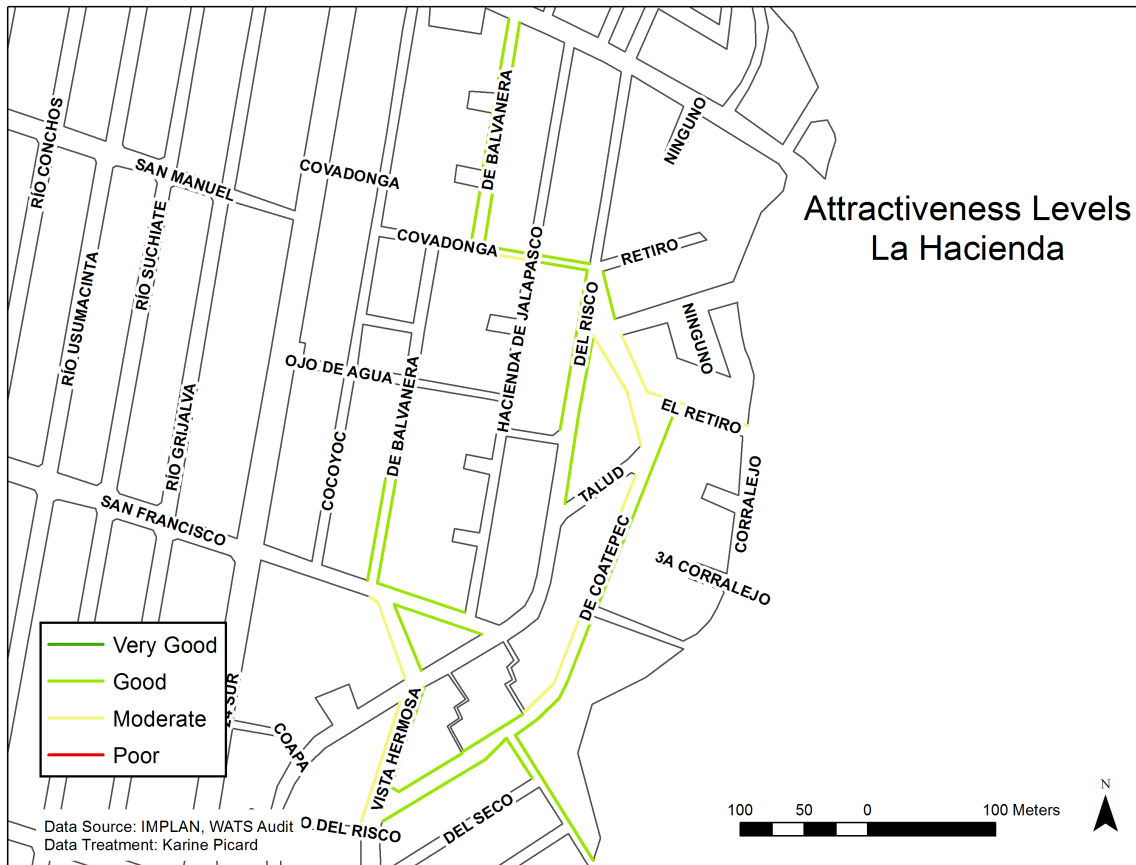 Attractiveness Levels
La Hacienda
RÍO CONCHOS
SAN MANUEL
COVADONGA
DE BALVANERA
NINGUNO
RÍO USUMACINTA
RÍO SUCHIATE
COVADONGA
HACIENDA DE JALAPASCO
RETIRO
DEL RISCO
NINGUNO
OJO DE AGUA
DE BALVANERA
RÍO GRIJALVA
EL RETIRO
COCOYOC
TALUD
CORRALEJO
SAN FRANCISCO
DE COATEPEC
3A CORRALEJO
Very Good
Good
Moderate
Poor
SUR
COAPA
VISTA HERMOSA
O DEL RISCO
DEL SECO
Data Source: IMPLAN, WATS Audit
Data Treatment: Karine Picard
100 50 0 100 Meters
N